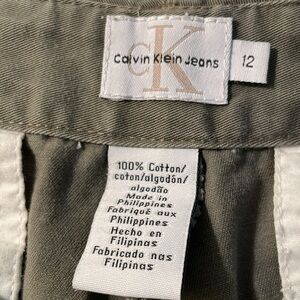 CK
Calvin Klein Jeans
12
100% Cotton/
coton/algodón/
algodão
Made in
Philippines
Fabriqué aux
Philippines
Hecho en
Filipinas
Fabricado nas
Filipinas